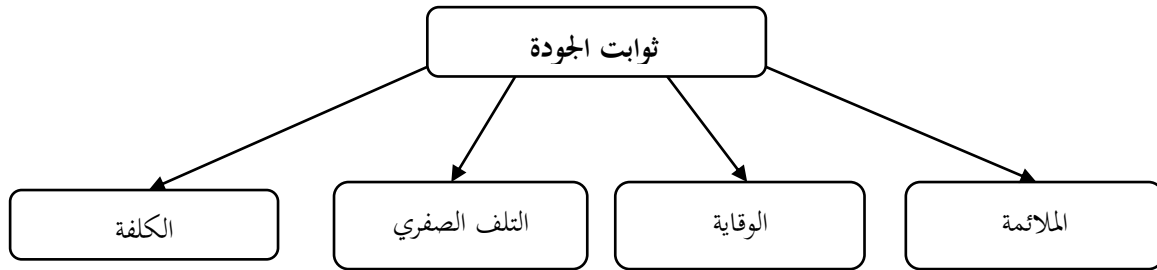 ثوابت الجودة
الملائمة
الوقاية
التلف الصفري
الكلفة